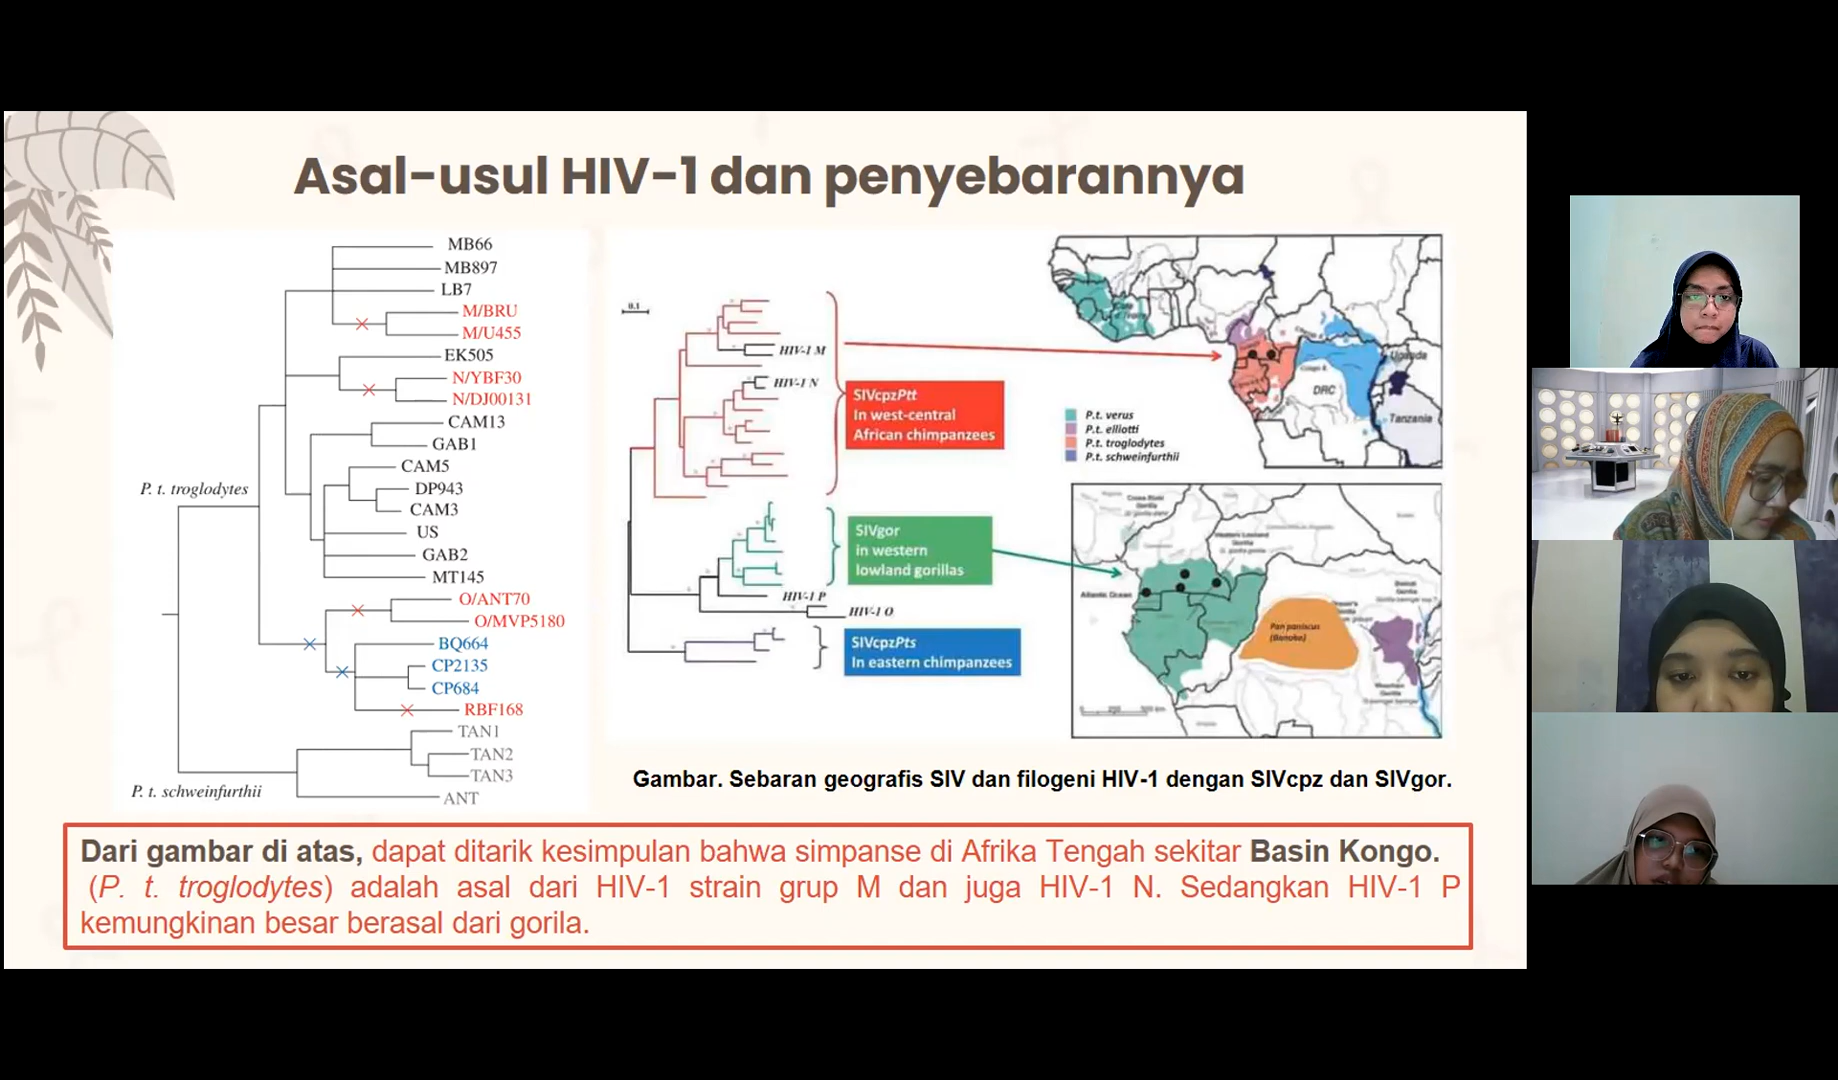 Asal-usul HIV-1 dan penyebarannya
MB66
MB897
LB7
M/BRU
M/U455
EK505
N/YBF30
N/DJ00131
CAM13
GAB1
CAM5
P. t. troglodytes
DP943
CAM3
US
GAB2
MT145
O/ANT70
O/MVP5180
BQ664
CP2135
CP684
RBF168
TAN1
TAN2
TAN3
P. t. schweinfurthii
ANT
0.1
HIV-1 M
HIV-1 N
SIVcpzPtt
In west-central
African chimpanzees
SIVgor
in western
lowland gorillas
HIV-1 P
HIV-1 O
SIVcpzPts
In eastern chimpanzees
Uganda
DRC
Tanzania
P.t. verus
P.t. elliotti
P.t. troglodytes
P.t. schweinfurthii
Atlantic Ocean
Pan paniscus
(Bonobo)
Gambar. Sebaran geografis SIV dan filogeni HIV-1 dengan SIVcpz dan SIVgor.
Dari gambar di atas, dapat ditarik kesimpulan bahwa simpanse di Afrika Tengah sekitar Basin Kongo.
(P. t. troglodytes) adalah asal dari HIV-1 strain grup M dan juga HIV-1 N. Sedangkan HIV-1 P
kemungkinan besar berasal dari gorila.